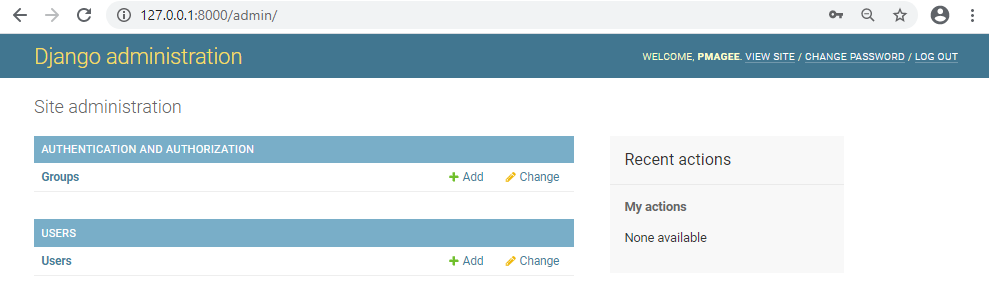 127.0.0.1:8000/admin/
Django administration
WELCOME, PMAGEE. VIEW SITE / CHANGE PASSWORD / LOG OUT
Site administration
AUTHENTICATION AND AUTHORIZATION
Groups Add Change
USERS
Users Add Change
Recent actions
My actions
None available